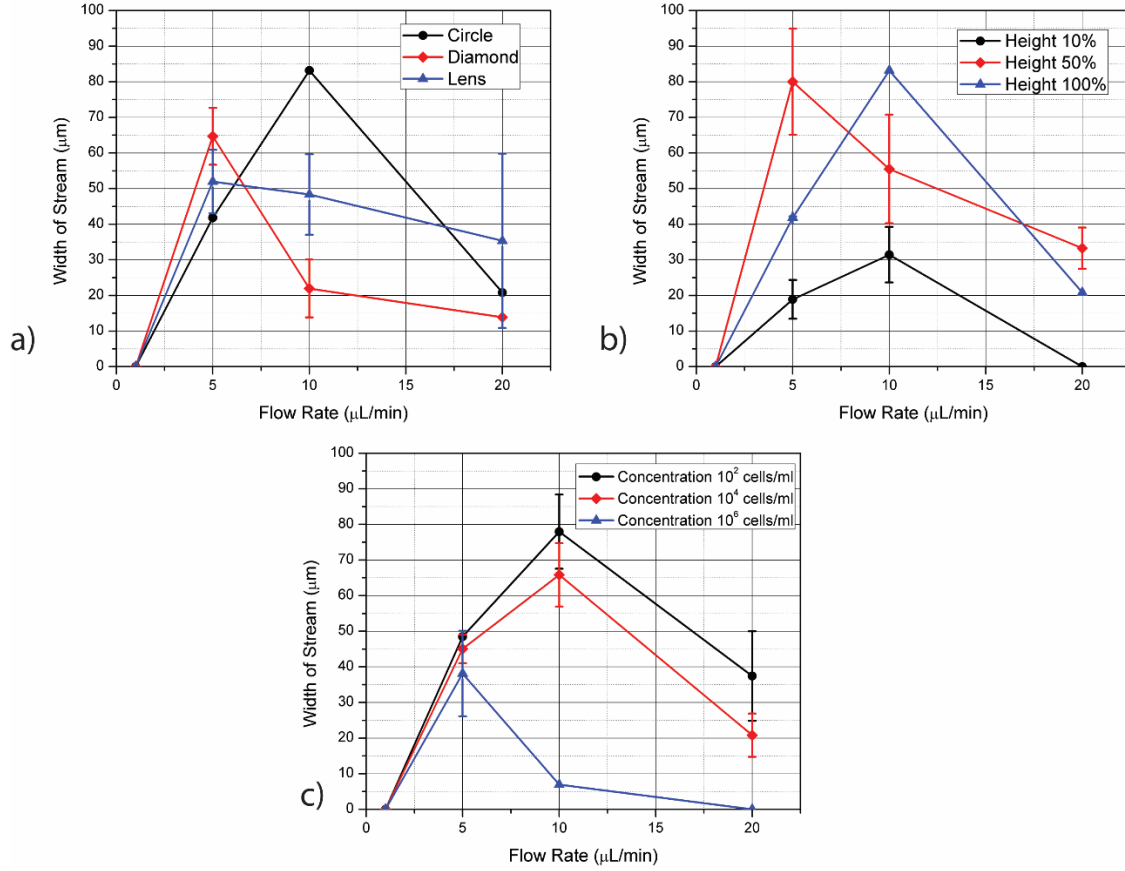 100
90
80
70
60
50
40
30
20
10
0
Width of Stream (μm)
Circle
Diamond
Lens
0 5 10 15 20
Flow Rate (μL/min)
a)
100
90
80
70
60
50
40
30
20
10
0
Width of Stream (μm)
Height 10%
Height 50%
Height 100%
0 5 10 15 20
Flow Rate (μL/min)
b)
100
90
80
70
60
50
40
30
20
10
0
Width of Stream (μm)
Concentration 10² cells/ml
Concentration 10⁴ cells/ml
Concentration 10⁶ cells/ml
0 5 10 15 20
Flow Rate (μL/min)
c)